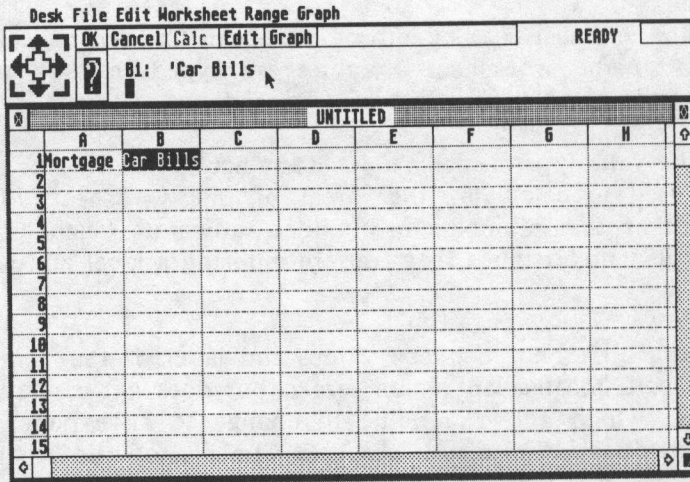 Desk File Edit Worksheet Range Graph
OK Cancel Calc Edit Graph READY
? B1: 'Car Bills
UNTITLED
A B C D E F G H
1 Mortgage Car Bills
2
3
4
5
6
7
8
9
10
11
12
13
14
15